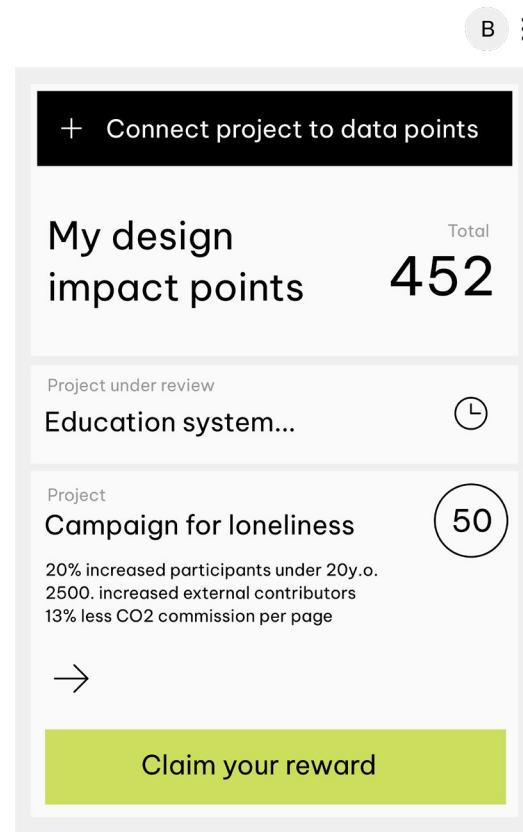 B
+ Connect project to data points
My design
impact points
Total
452
Project under review
Education system...
Project
Campaign for loneliness
50
20% increased participants under 20y.o.
2500. increased external contributors
13% less CO2 commission per page
Claim your reward